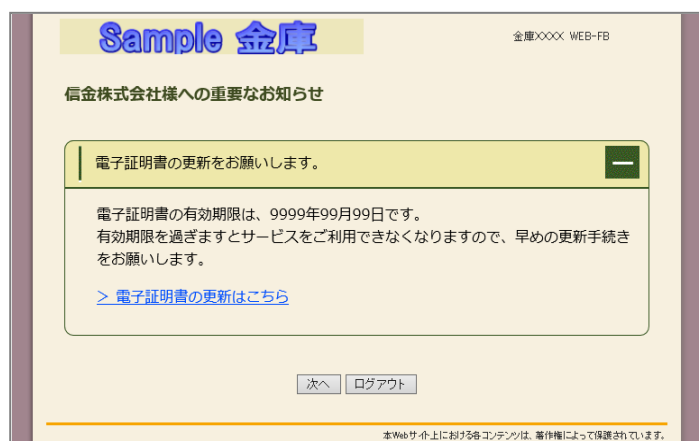 Sample 金庫
金庫XXXX WEB-FB
信金株式会社様への重要なお知らせ
電子証明書の更新をお願いします。
電子証明書の有効期限は、9999年99月99日です。
有効期限を過ぎますとサービスをご利用できなくなりますので、早めの更新手続き
をお願いします。
> 電子証明書の更新はこちら
次へ ログアウト
本Webサイト上における各コンテンツは、著作権によって保護されています。